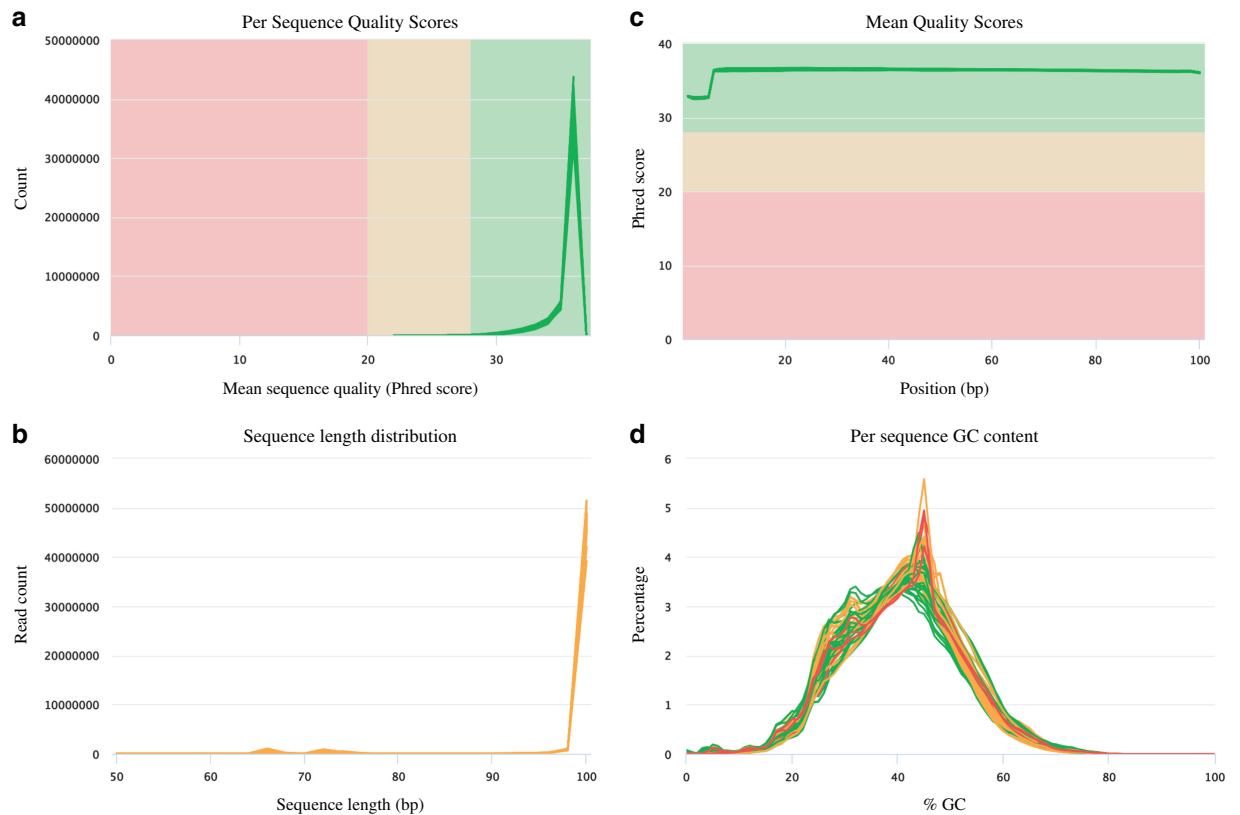 a
Per Sequence Quality Scores
50000000
40000000
30000000
20000000
10000000
0
Count
0 10 20 30
Mean sequence quality (Phred score)
c
Mean Quality Scores
40
30
20
10
0
Phred score
20 40 60 80 100
Position (bp)
b
Sequence length distribution
60000000
50000000
40000000
30000000
20000000
10000000
0
Read count
50 60 70 80 90 100
Sequence length (bp)
d
Per sequence GC content
6
5
4
3
2
1
0
Percentage
0 20 40 60 80 100
% GC